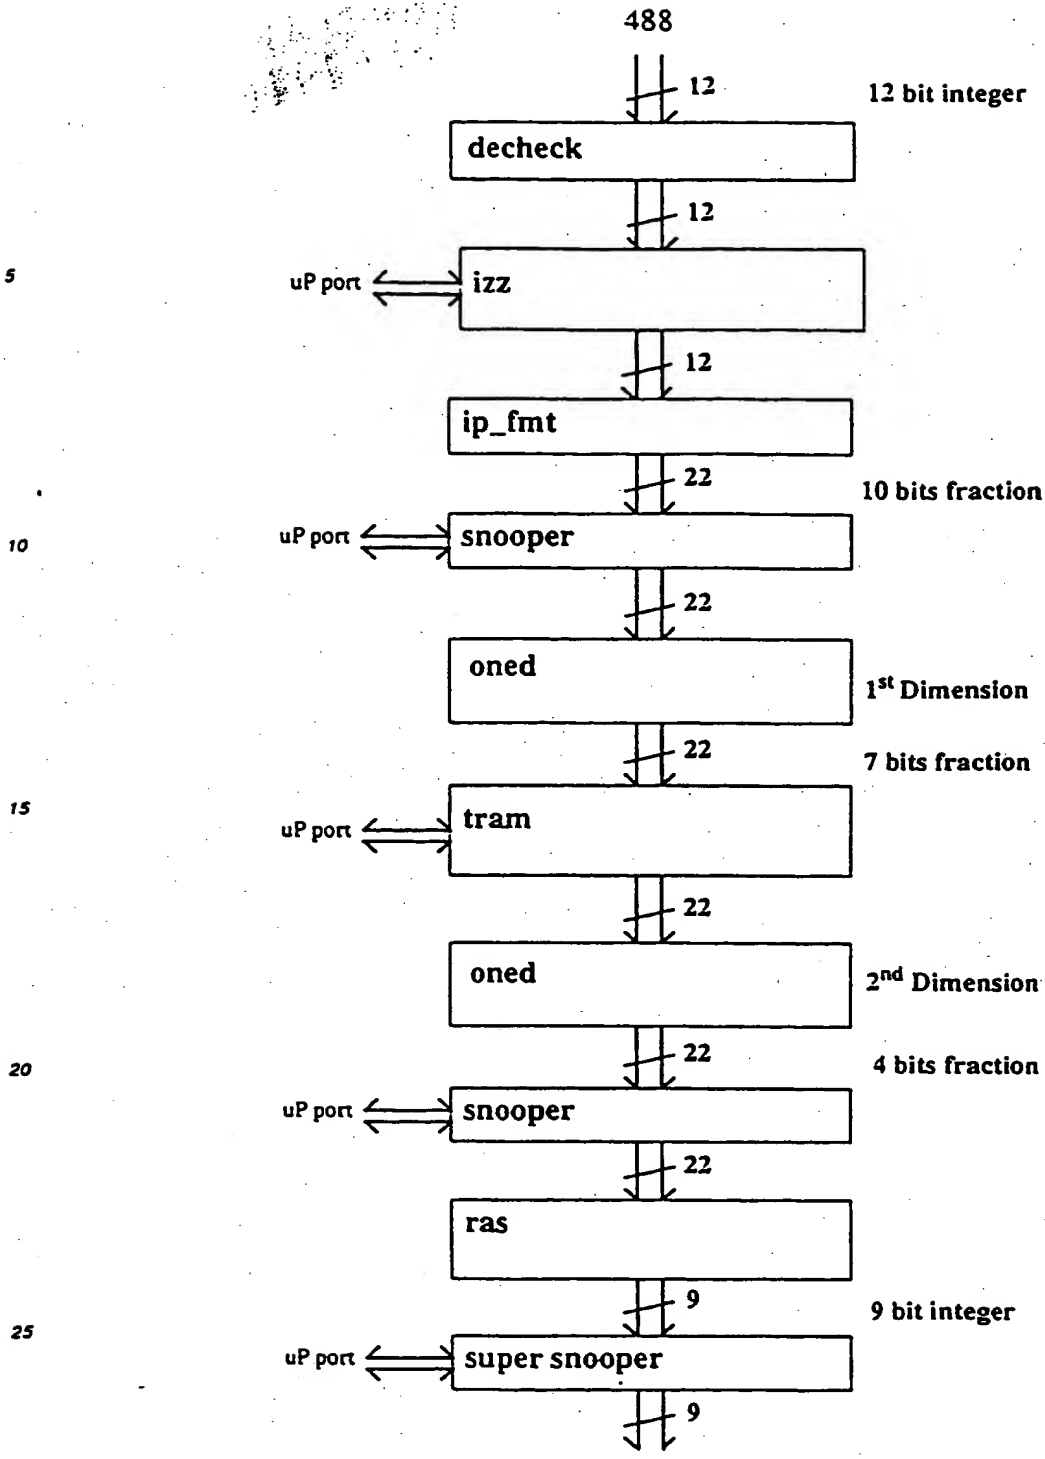 488
12
12 bit integer
decheck
12
5
uP port
izz
12
ip_fmt
22
10 bits fraction
10
uP port
snooper
22
oned
1st Dimension
22
7 bits fraction
15
uP port
tram
22
oned
2nd Dimension
22
4 bits fraction
20
uP port
snooper
22
ras
9
9 bit integer
25
uP port
super snooper
9